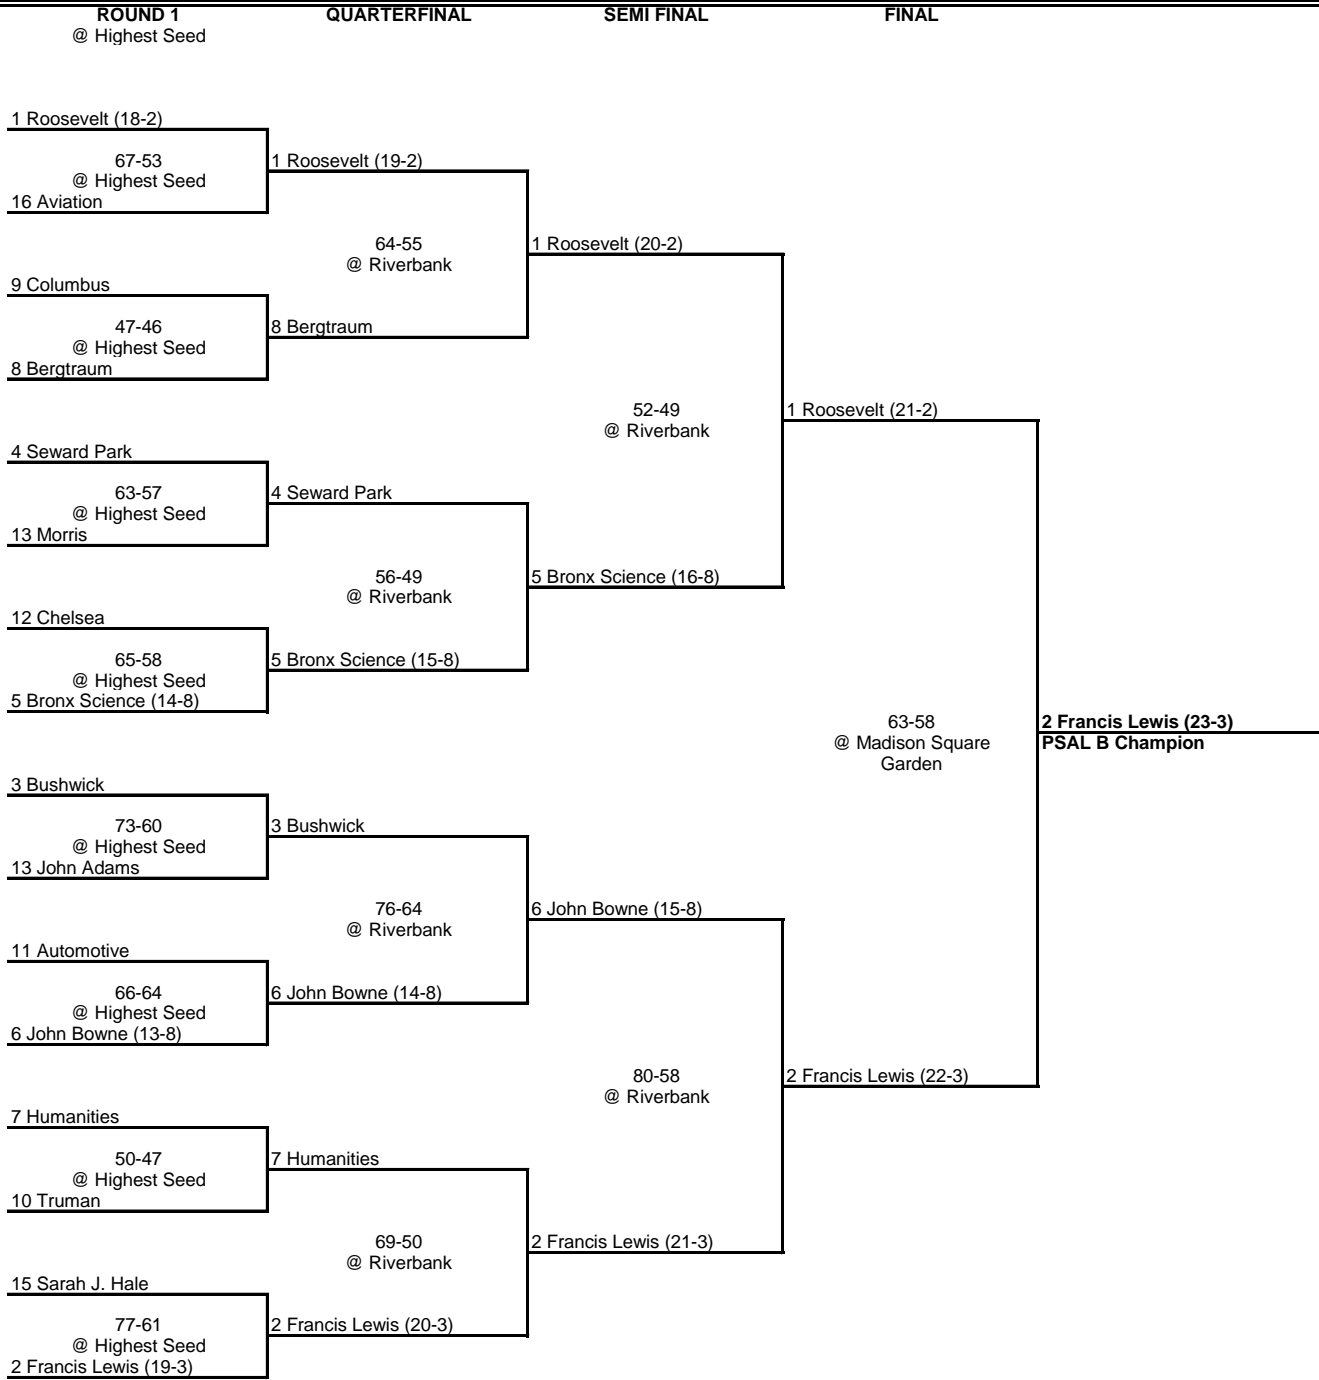 ROUND 1 QUARTERFINAL SEMI FINAL FINAL
@ Highest Seed
1 Roosevelt (18-2)
67-53
@ Highest Seed
16 Aviation
1 Roosevelt (19-2)
64-55
@ Riverbank
1 Roosevelt (20-2)
9 Columbus
47-46
@ Highest Seed
8 Bergtraum
8 Bergtraum
52-49
@ Riverbank
1 Roosevelt (21-2)
4 Seward Park
63-57
@ Highest Seed
13 Morris
4 Seward Park
56-49
@ Riverbank
5 Bronx Science (16-8)
12 Chelsea
65-58
@ Highest Seed
5 Bronx Science (14-8)
5 Bronx Science (15-8)
63-58
@ Madison Square
Garden
2 Francis Lewis (23-3)
PSAL B Champion
3 Bushwick
73-60
@ Highest Seed
13 John Adams
3 Bushwick
76-64
@ Riverbank
6 John Bowne (15-8)
11 Automotive
66-64
@ Highest Seed
6 John Bowne (13-8)
6 John Bowne (14-8)
80-58
@ Riverbank
2 Francis Lewis (22-3)
7 Humanities
50-47
@ Highest Seed
10 Truman
7 Humanities
69-50
@ Riverbank
2 Francis Lewis (21-3)
15 Sarah J. Hale
77-61
@ Highest Seed
2 Francis Lewis (19-3)
2 Francis Lewis (20-3)